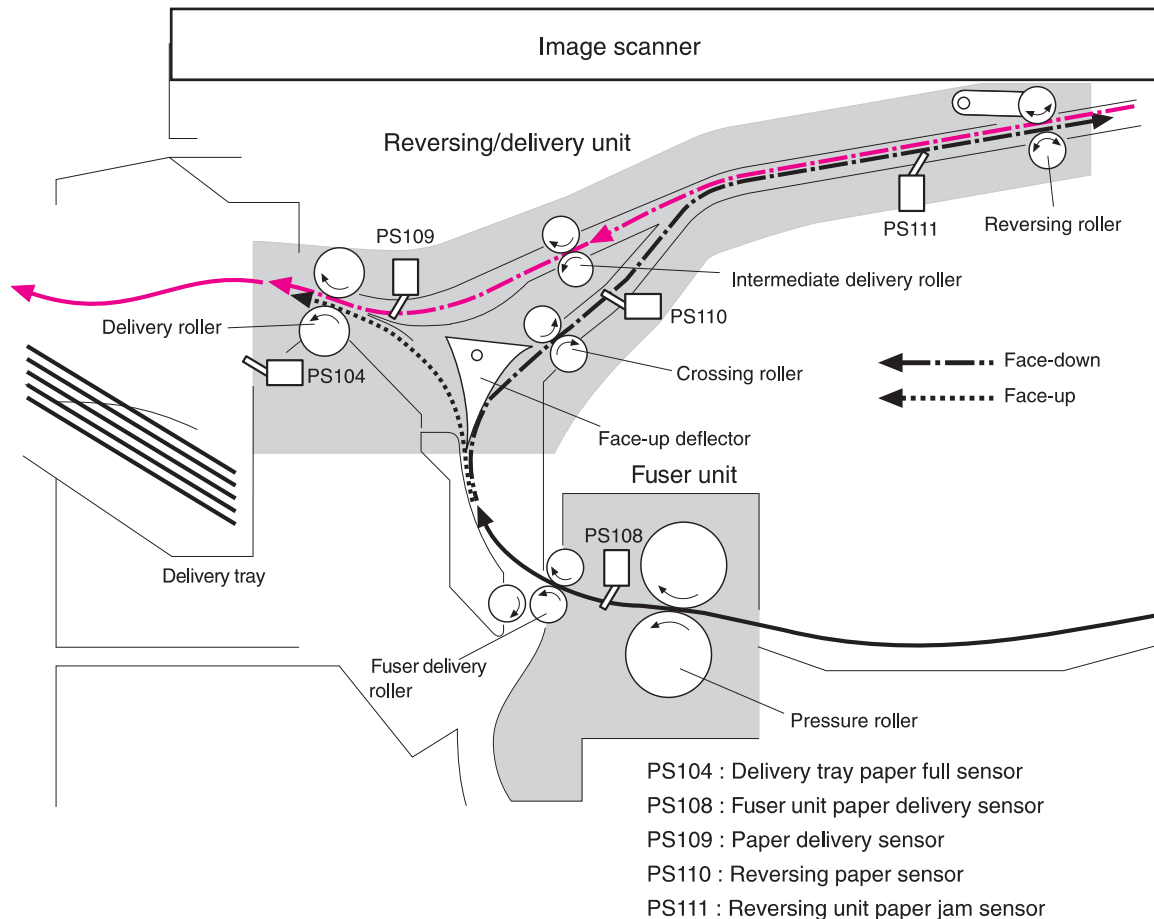 Image scanner
Reversing/delivery unit
PS109
PS111
Reversing roller
Intermediate delivery roller
Delivery roller
PS110
PS104
Crossing roller
Face-down
Face-up
Face-up deflector
Fuser unit
PS108
Delivery tray
Fuser delivery
roller
Pressure roller
PS104 : Delivery tray paper full sensor
PS108 : Fuser unit paper delivery sensor
PS109 : Paper delivery sensor
PS110 : Reversing paper sensor
PS111 : Reversing unit paper jam sensor